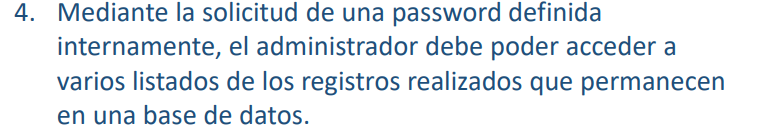 4. Mediante la solicitud de una password definida
internamente, el administrador debe poder acceder a
varios listados de los registros realizados que permanecen
en una base de datos.